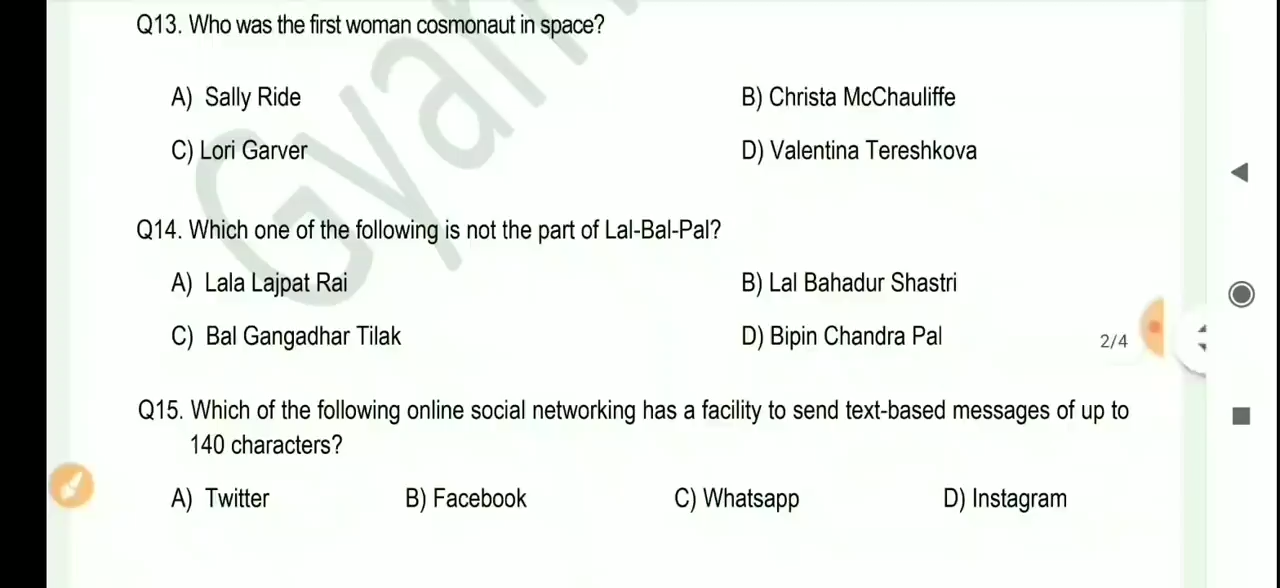 Q13. Who was the first woman cosmonaut in space?
A) Sally Ride
B) Christa McChauliffe
C) Lori Garver
D) Valentina Tereshkova
Q14. Which one of the following is not the part of Lal-Bal-Pal?
A) Lala Lajpat Rai
B) Lal Bahadur Shastri
C) Bal Gangadhar Tilak
D) Bipin Chandra Pal
2/4
Q15. Which of the following online social networking has a facility to send text-based messages of up to
140 characters?
A) Twitter B) Facebook C) Whatsapp D) Instagram